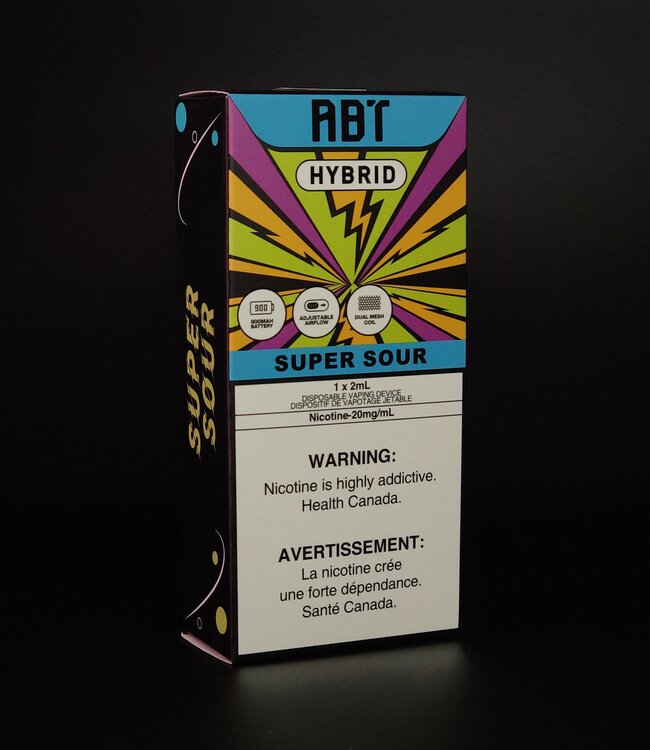 ABT
HYBRID
900
900MAH
BATTERY
ADJUSTABLE
AIRFLOW
DUAL MESH
COIL
SUPER SOUR
1 x 2mL
DISPOSABLE VAPING DEVICE
DISPOSITIF DE VAPOTAGE JETABLE
Nicotine-20mg/mL
WARNING:
Nicotine is highly addictive.
Health Canada.
AVERTISSEMENT:
La nicotine crée
une forte dépendance.
Santé Canada.
SUPER
SOUR